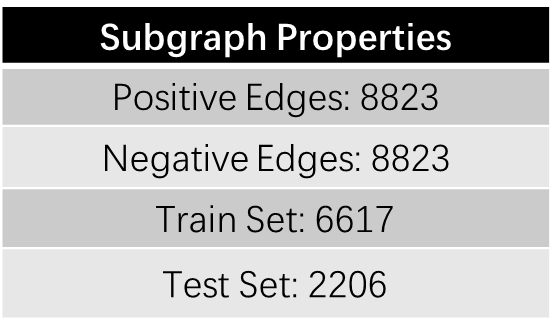 Subgraph Properties
Positive Edges: 8823
Negative Edges: 8823
Train Set: 6617
Test Set: 2206